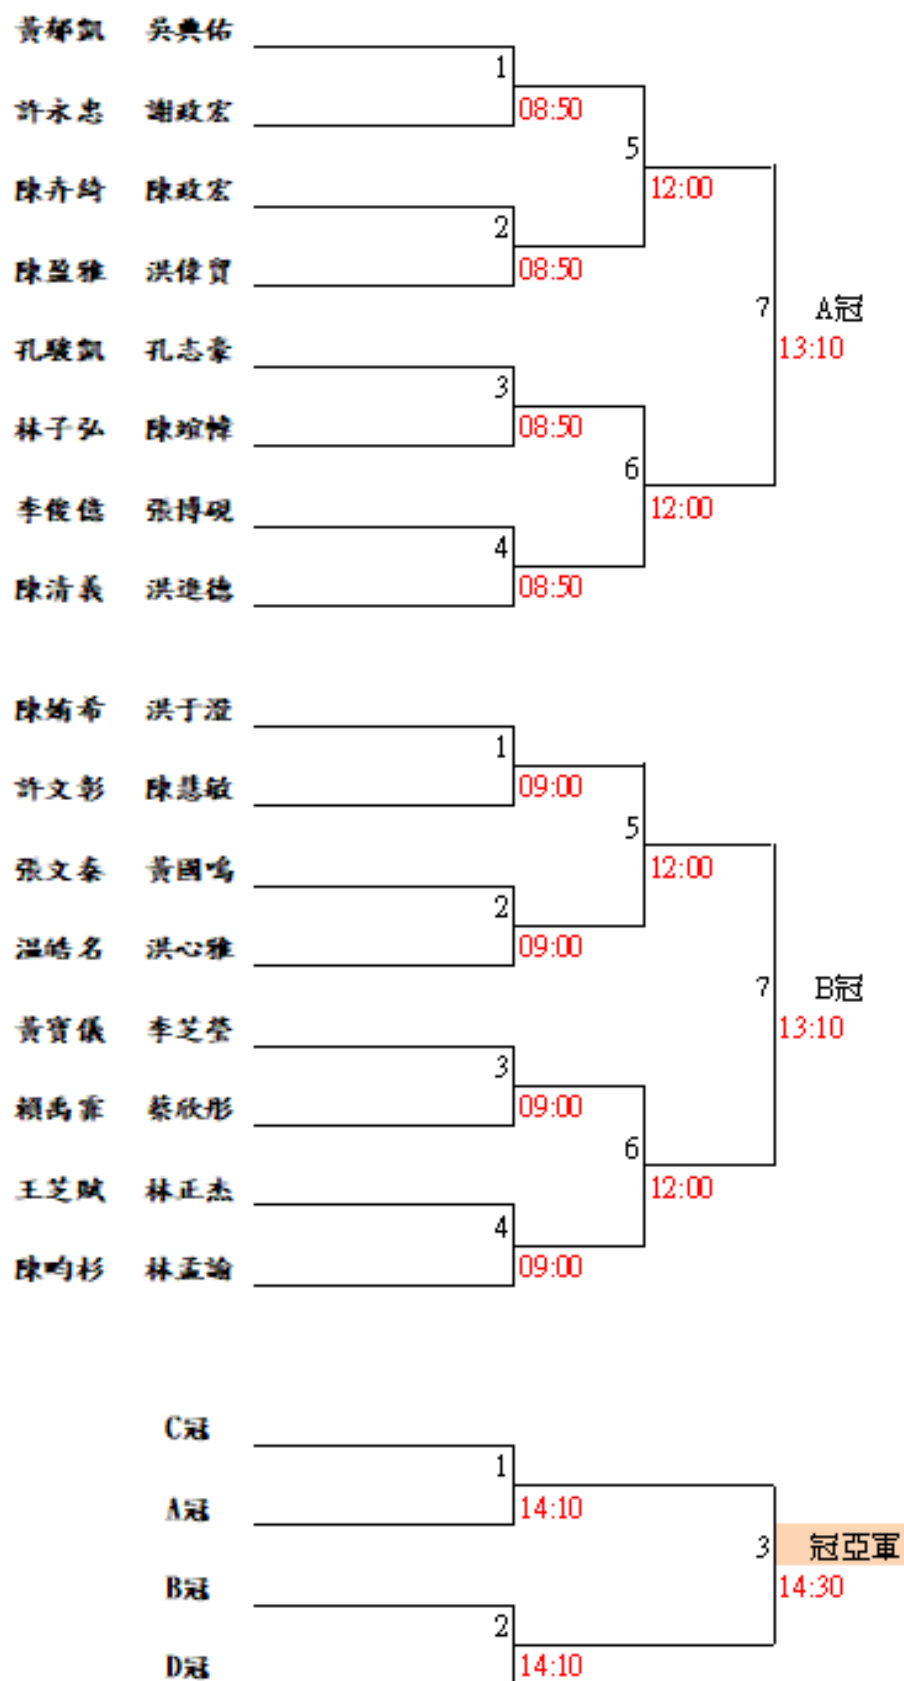 黃郁凱 吳典佑
1
許永忠 謝政宏 08:50
5
陳卉綺 陳政宏 12:00
2
陳盈雅 洪偉賀 08:50
7 A冠
孔駿凱 孔志豪 13:10
3
林子弘 陳瑄幃 08:50
6
李俊億 張博硯 12:00
4
陳清義 洪進德 08:50
陳姷希 洪于澄
1
許文彰 陳慧敏 09:00
5
張文泰 黃國鳴 12:00
2
溫皓名 洪心雅 09:00
7 B冠
黃寶儀 李芝瑩 13:10
3
賴禹霏 蔡欣彤 09:00
6
王芝賦 林正杰 12:00
4
陳昀杉 林孟諭 09:00
C冠
1
A冠 14:10
3 冠亞軍
B冠 14:30
2
D冠 14:10